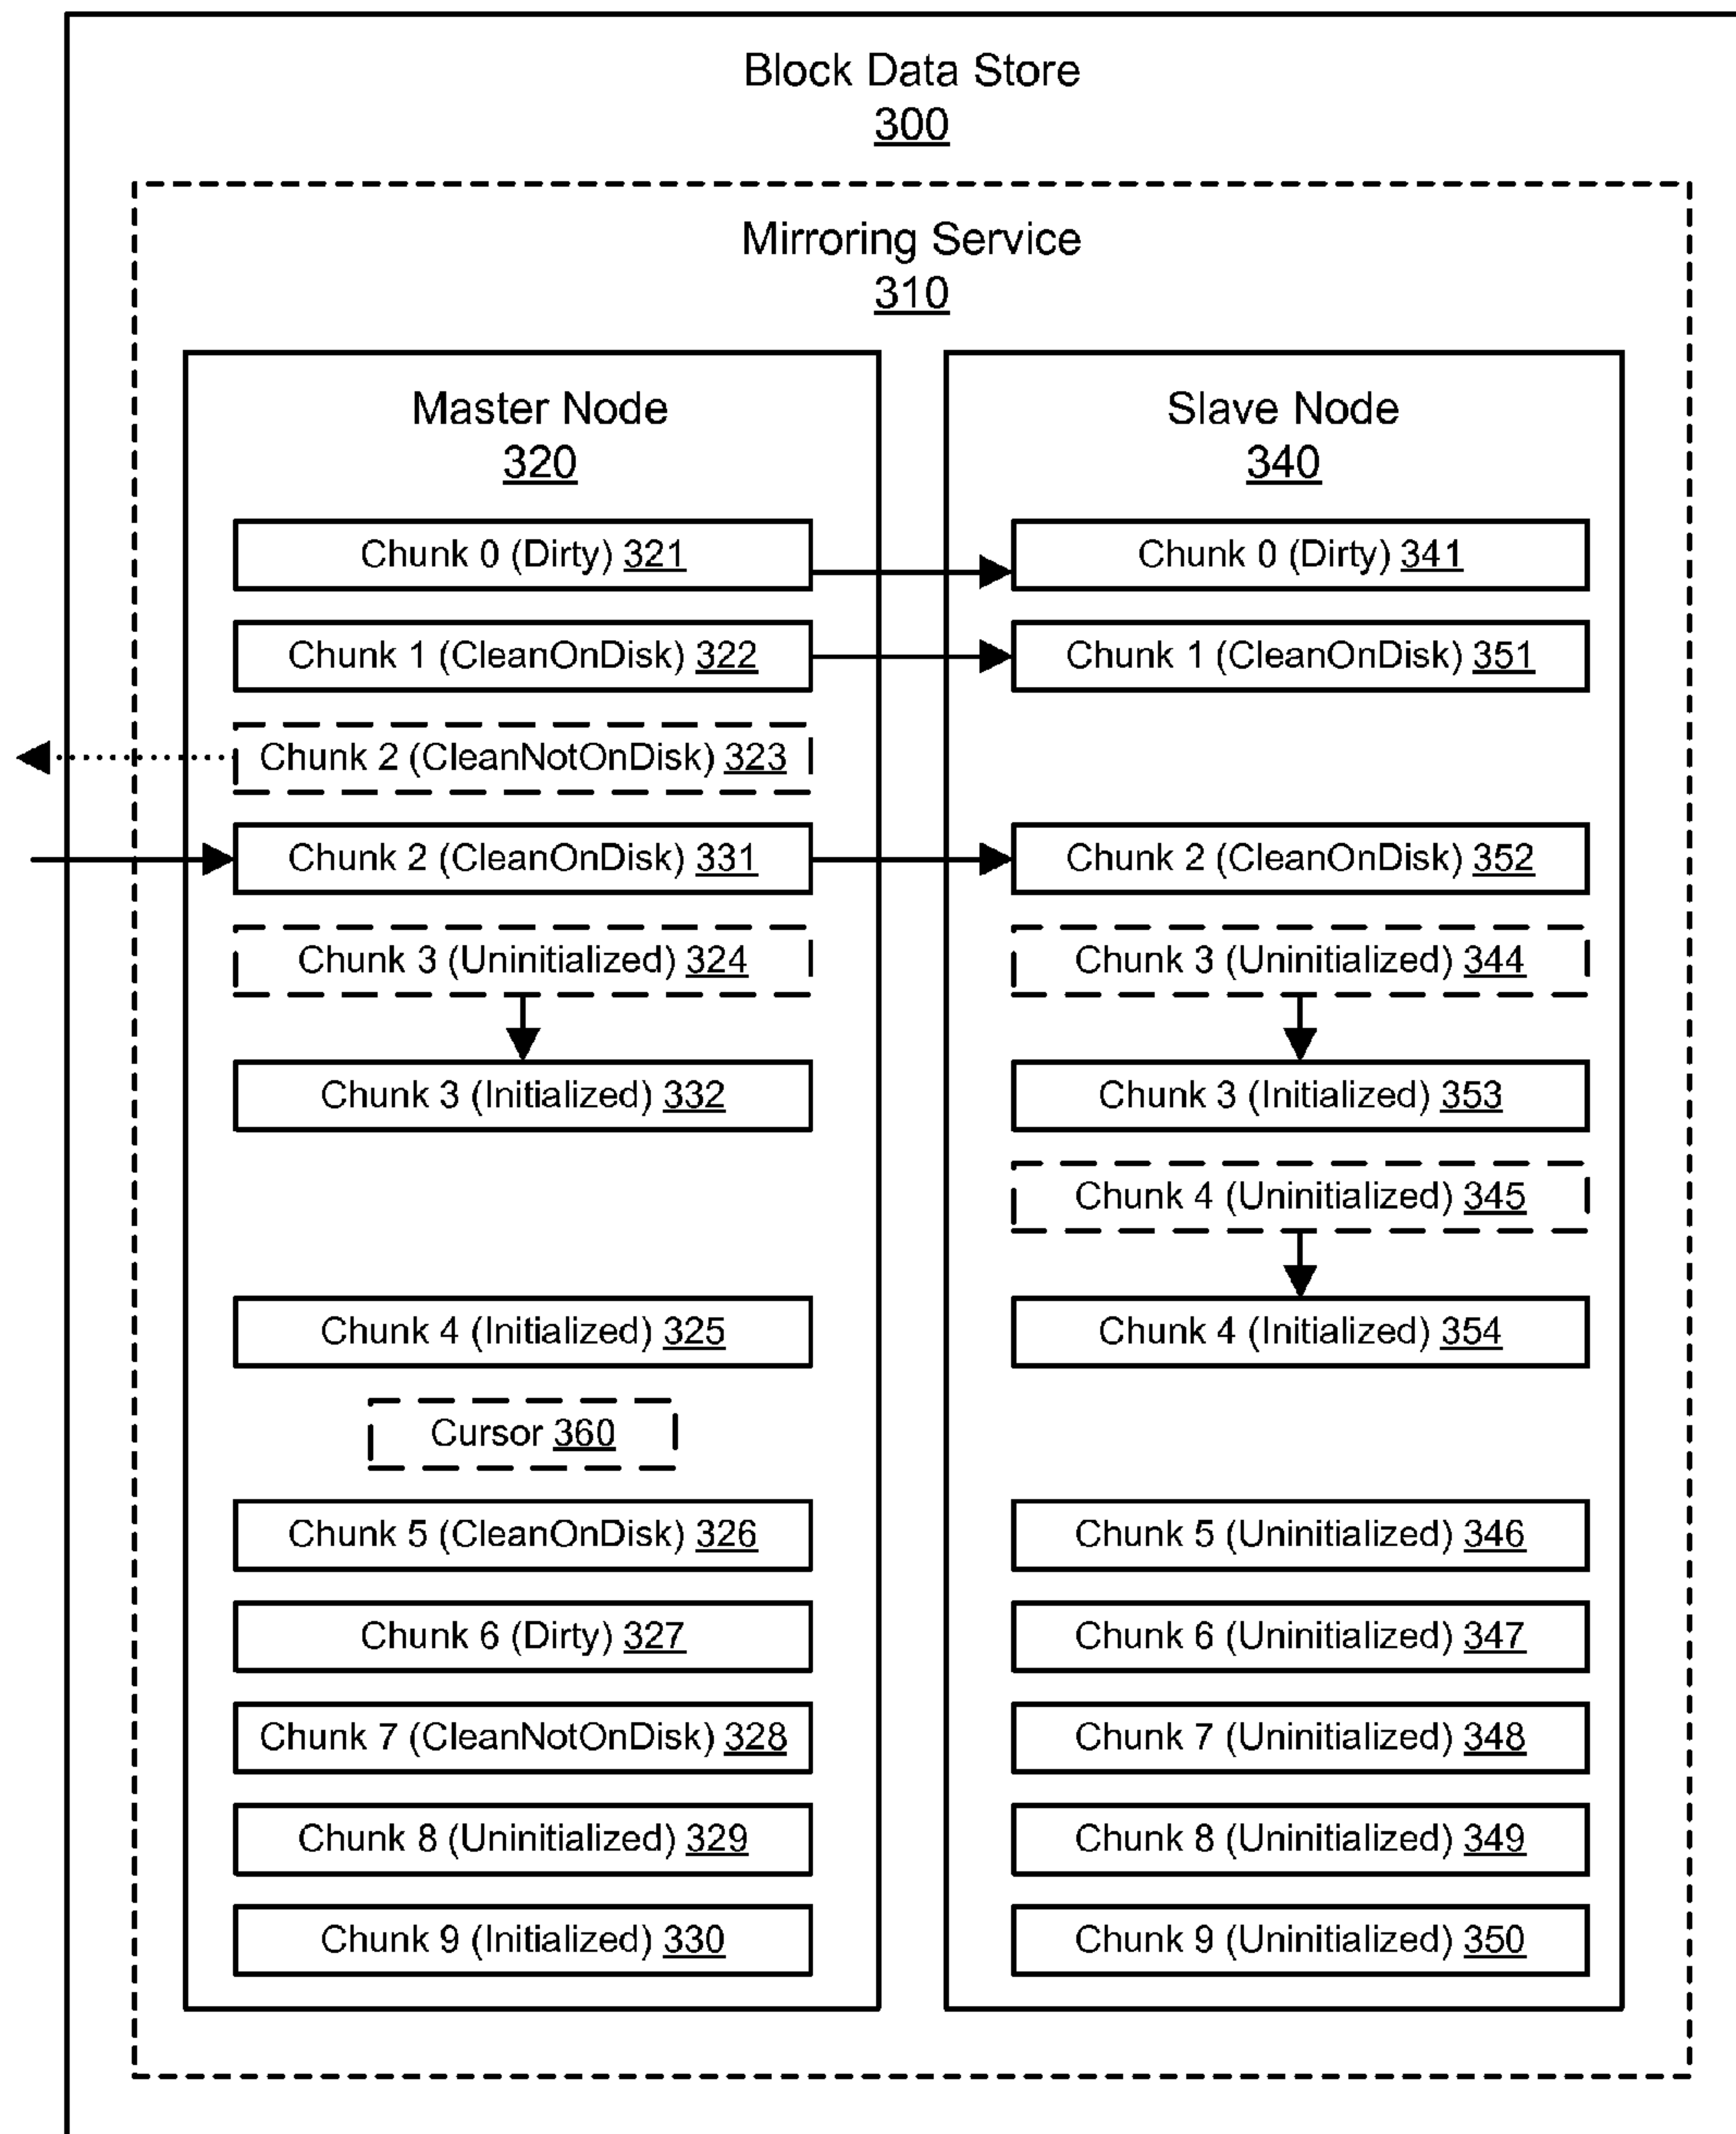 Block Data Store
300
Mirroring Service
310
Master Node
320
Slave Node
340
Chunk 0 (Dirty) 321
Chunk 0 (Dirty) 341
Chunk 1 (CleanOnDisk) 322
Chunk 1 (CleanOnDisk) 351
Chunk 2 (CleanNotOnDisk) 323
Chunk 2 (CleanOnDisk) 331
Chunk 2 (CleanOnDisk) 352
Chunk 3 (Uninitialized) 324
Chunk 3 (Uninitialized) 344
Chunk 3 (Initialized) 332
Chunk 3 (Initialized) 353
Chunk 4 (Uninitialized) 345
Chunk 4 (Initialized) 325
Chunk 4 (Initialized) 354
Cursor 360
Chunk 5 (CleanOnDisk) 326
Chunk 5 (Uninitialized) 346
Chunk 6 (Dirty) 327
Chunk 6 (Uninitialized) 347
Chunk 7 (CleanNotOnDisk) 328
Chunk 7 (Uninitialized) 348
Chunk 8 (Uninitialized) 329
Chunk 8 (Uninitialized) 349
Chunk 9 (Initialized) 330
Chunk 9 (Uninitialized) 350